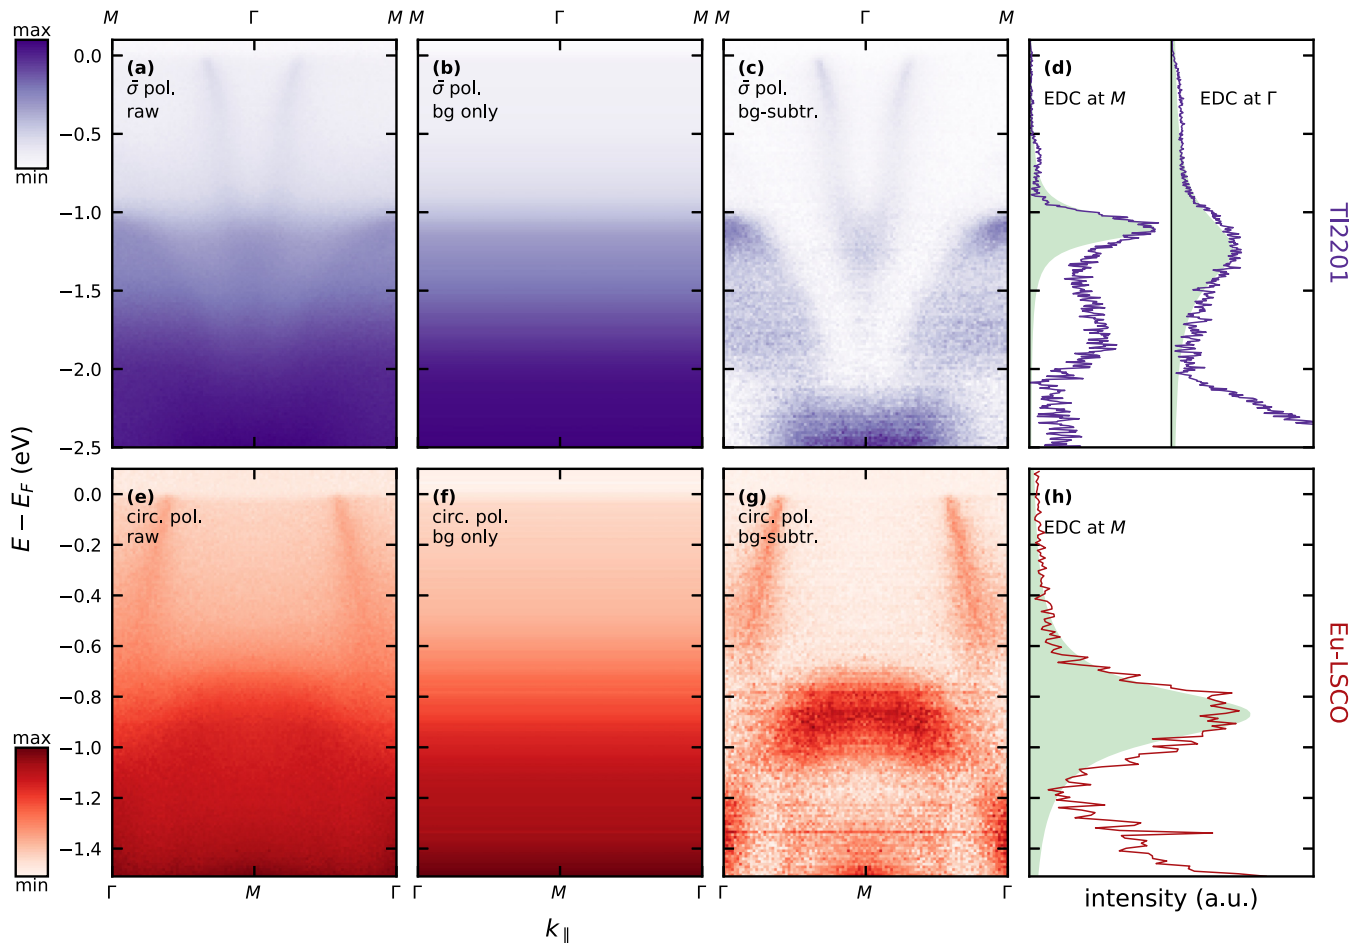 M Γ M M Γ M M Γ M
max
min
(a)
σ̄ pol.
raw
(b)
σ̄ pol.
bg only
(c)
σ̄ pol.
bg-subtr.
(d)
EDC at M
EDC at Γ
0.0
−0.5
−1.0
−1.5
−2.0
−2.5
Tl2201
E − E_F (eV)
(e)
circ. pol.
raw
(f)
circ. pol.
bg only
(g)
circ. pol.
bg-subtr.
(h)
EDC at M
0.0
−0.2
−0.4
−0.6
−0.8
−1.0
−1.2
−1.4
Eu-LSCO
max
min
Γ M Γ Γ M Γ Γ M Γ
intensity (a.u.)
k_∥